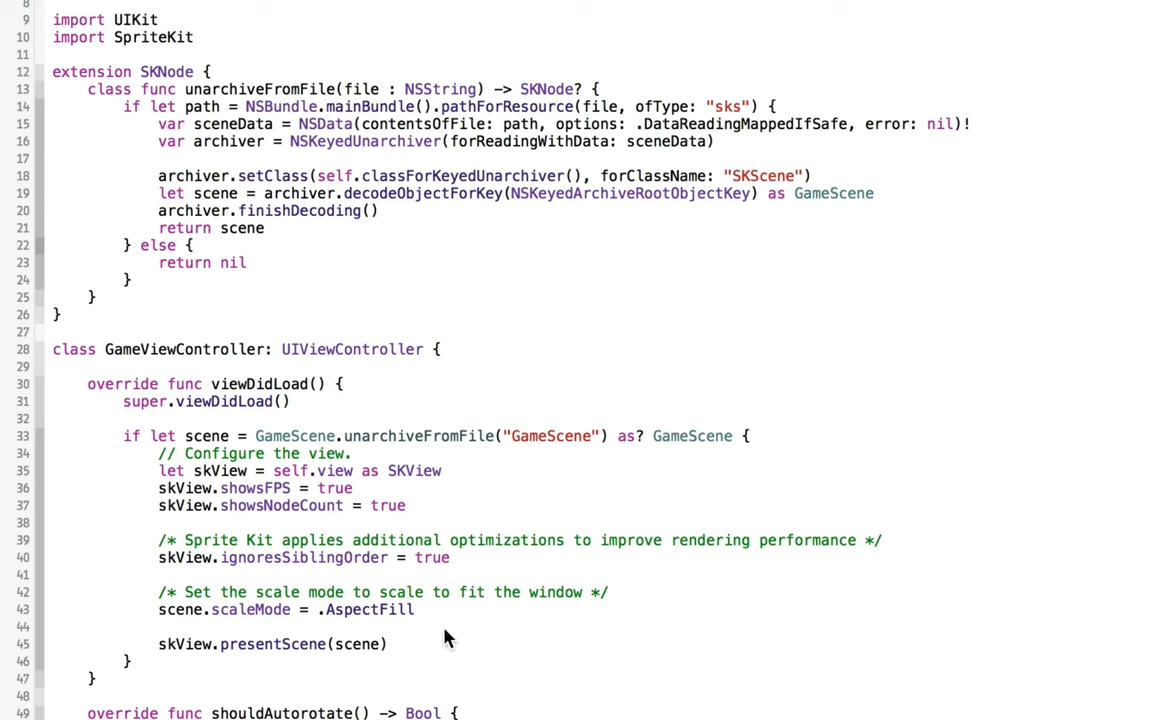 8
9 import UIKit
10 import SpriteKit
11
12 extension SKNode {
13 class func unarchiveFromFile(file : NSString) -> SKNode? {
14 if let path = NSBundle.mainBundle().pathForResource(file, ofType: "sks") {
15 var sceneData = NSData(contentsOfFile: path, options: .DataReadingMappedIfSafe, error: nil)!
16 var archiver = NSKeyedUnarchiver(forReadingWithData: sceneData)
17
18 archiver.setClass(self.classForKeyedUnarchiver(), forClassName: "SKScene")
19 let scene = archiver.decodeObjectForKey(NSKeyedArchiveRootObjectKey) as GameScene
20 archiver.finishDecoding()
21 return scene
22 } else {
23 return nil
24 }
25 }
26 }
27
28 class GameViewController: UIViewController {
29
30 override func viewDidLoad() {
31 super.viewDidLoad()
32
33 if let scene = GameScene.unarchiveFromFile("GameScene") as? GameScene {
34 // Configure the view.
35 let skView = self.view as SKView
36 skView.showsFPS = true
37 skView.showsNodeCount = true
38
39 /* Sprite Kit applies additional optimizations to improve rendering performance */
40 skView.ignoresSiblingOrder = true
41
42 /* Set the scale mode to scale to fit the window */
43 scene.scaleMode = .AspectFill
44
45 skView.presentScene(scene)
46 }
47 }
48
49 override func shouldAutorotate() -> Bool {